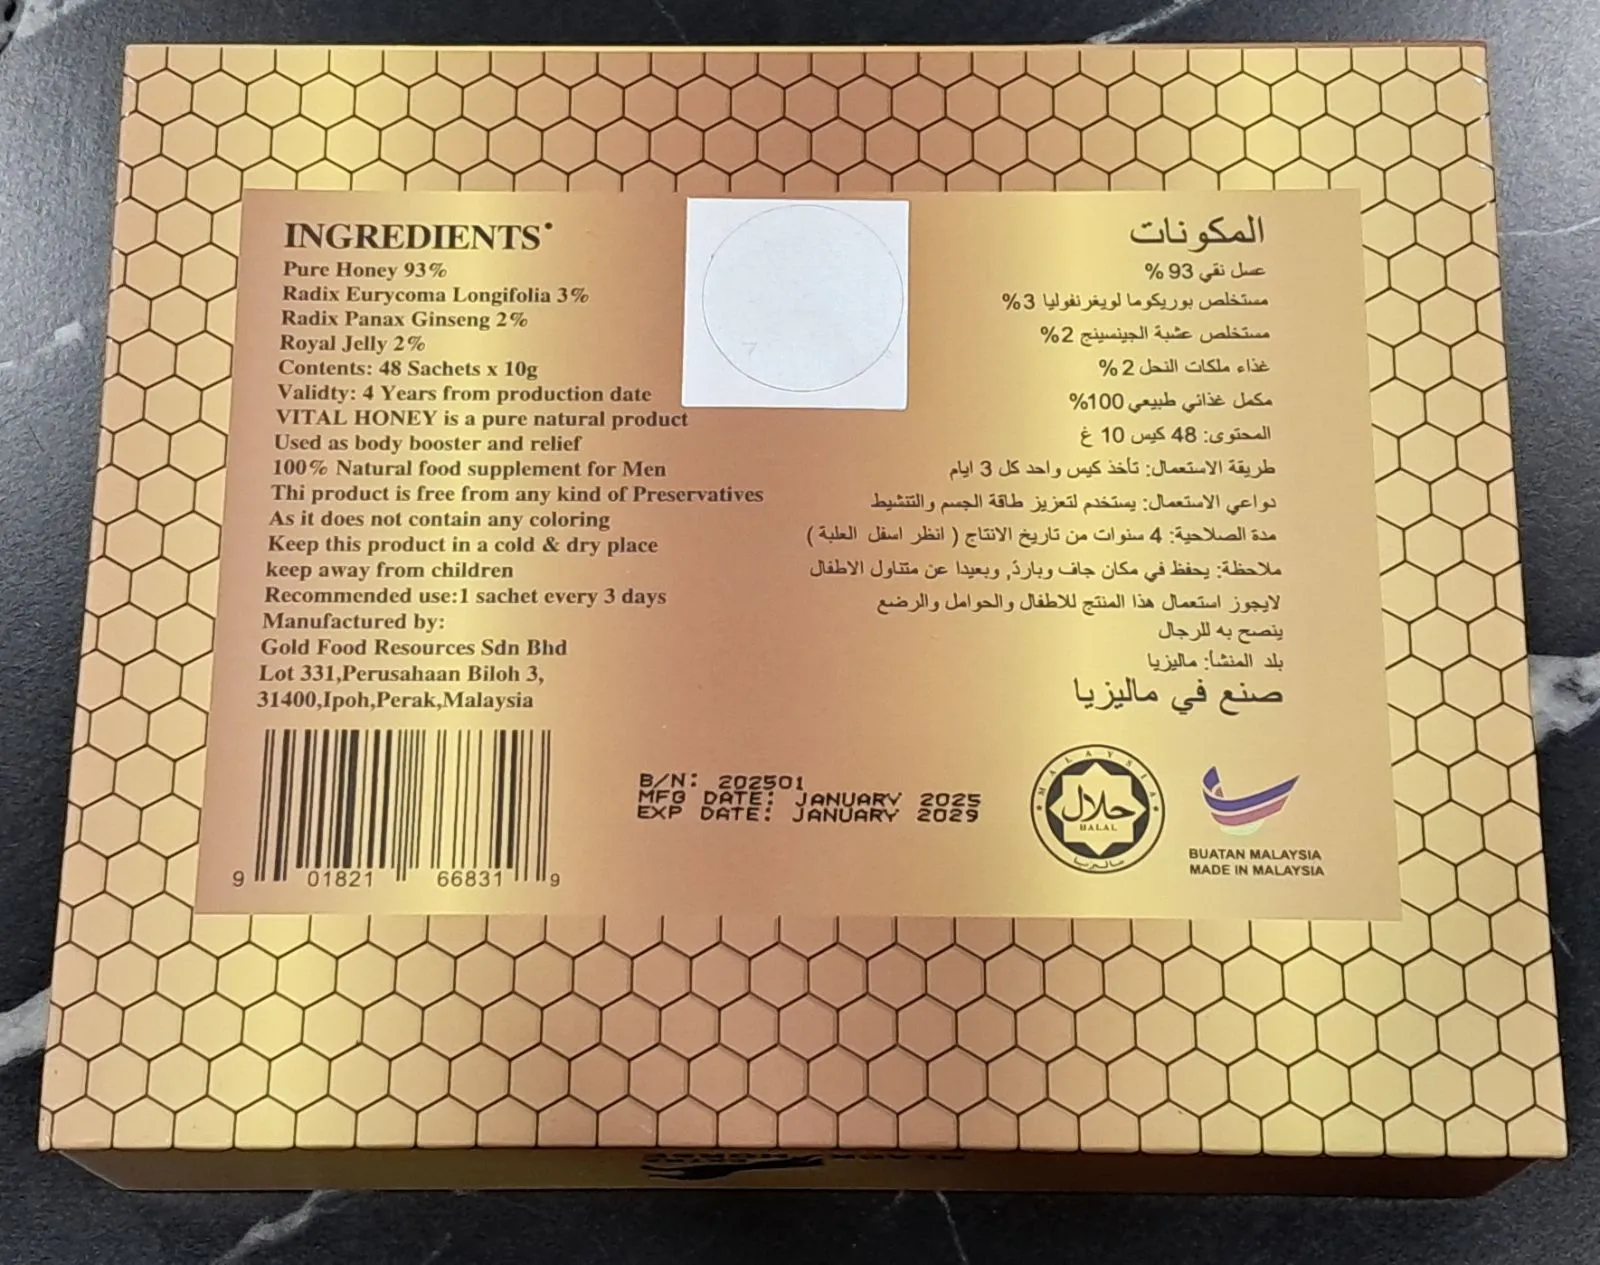 INGREDIENTS
Pure Honey 93%
Radix Eurycoma Longifolia 3%
Radix Panax Ginseng 2%
Royal Jelly 2%
Contents: 48 Sachets x 10g
Validty: 4 Years from production date
VITAL HONEY is a pure natural product
Used as body booster and relief
100% Natural food supplement for Men
Thi product is free from any kind of Preservatives
As it does not contain any coloring
Keep this product in a cold & dry place
keep away from children
Recommended use:1 sachet every 3 days
Manufactured by:
Gold Food Resources Sdn Bhd
Lot 331,Perusahaan Biloh 3,
31400,Ipoh,Perak,Malaysia
9 01821 66831 9
B/N: 202501
MFG DATE: JANUARY 2025
EXP DATE: JANUARY 2029
المكونات
عسل نقي 93 %
مستخلص بوريكوما لويغرنفوليا 3%
مستخلص عشبة الجينسينج 2%
غذاء ملكات النحل 2 %
مكمل غذائي طبيعي 100%
المحتوى: 48 كيس 10 غ
طريقة الاستعمال: تأخذ كيس واحد كل 3 ايام
دواعي الاستعمال: يستخدم لتعزيز طاقة الجسم والتنشيط
مدة الصلاحية: 4 سنوات من تاريخ الانتاج ( انظر اسفل العلبة )
ملاحظة: يحفظ في مكان جاف وبارد, وبعيدا عن متناول الاطفال
لايجوز استعمال هذا المنتج للاطفال والحوامل والرضع
ينصح به للرجال
بلد المنشأ: ماليزيا
صنع في ماليزيا
MALAYSIA
حلال
HALAL
ماليزيا
BUATAN MALAYSIA
MADE IN MALAYSIA